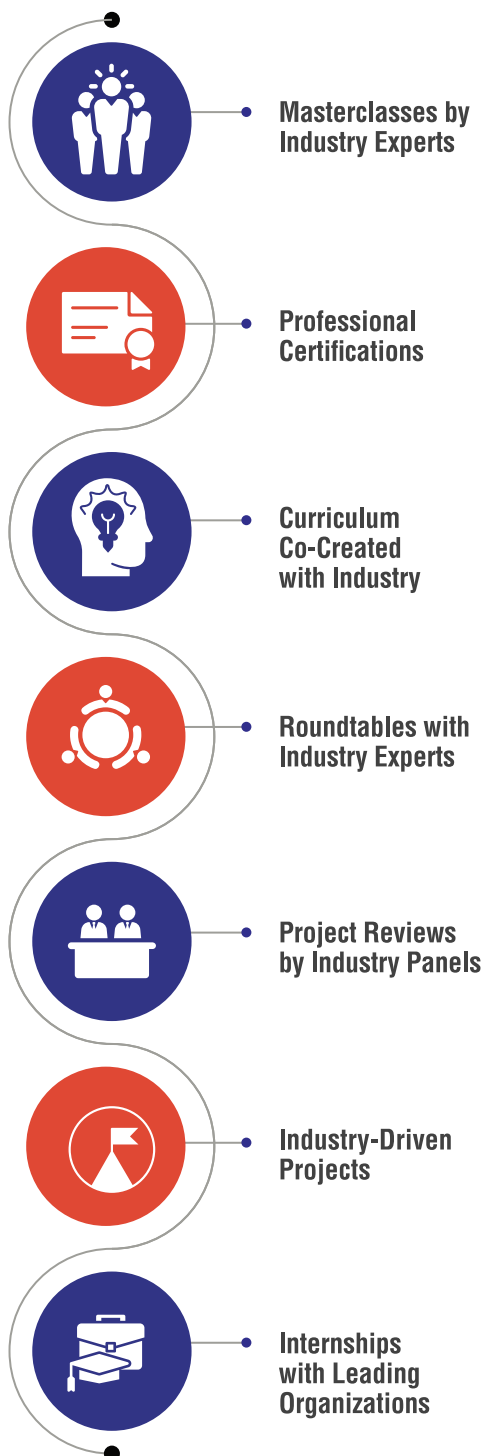 Masterclasses by
Industry Experts
Professional
Certifications
Curriculum
Co-Created
with Industry
Roundtables with
Industry Experts
Project Reviews
by Industry Panels
Industry-Driven
Projects
Internships
with Leading
Organizations